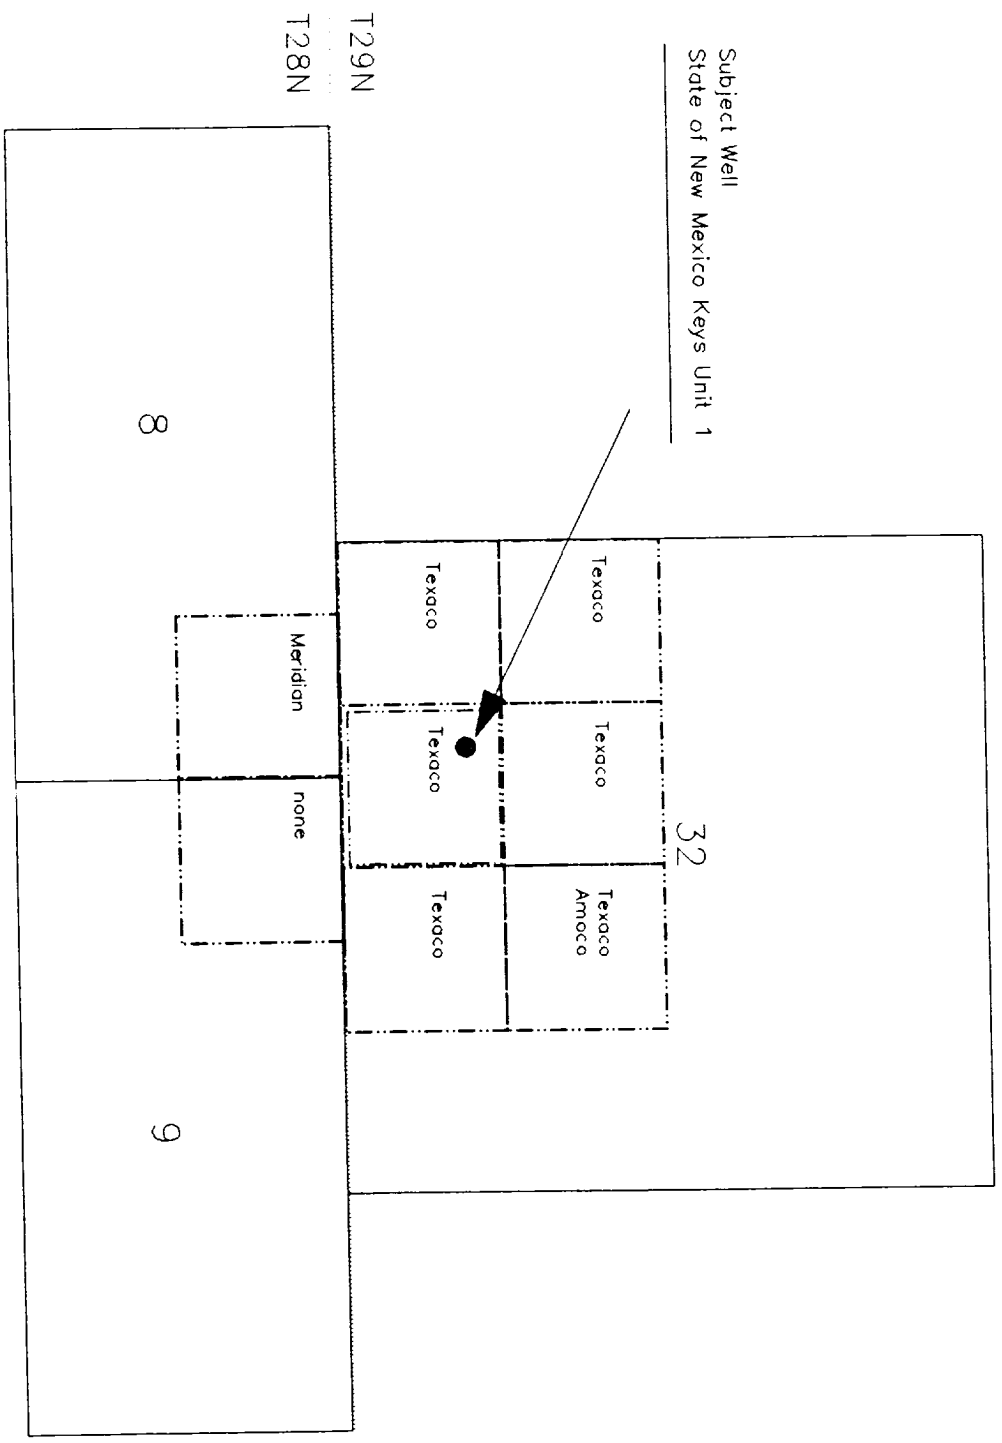 Subject Well
State of New Mexico Keys Unit 1
32
Texaco
Texaco
Texaco
Amoco
Texaco
Texaco
Texaco
T29N
T28N
Meridian
none
8
9